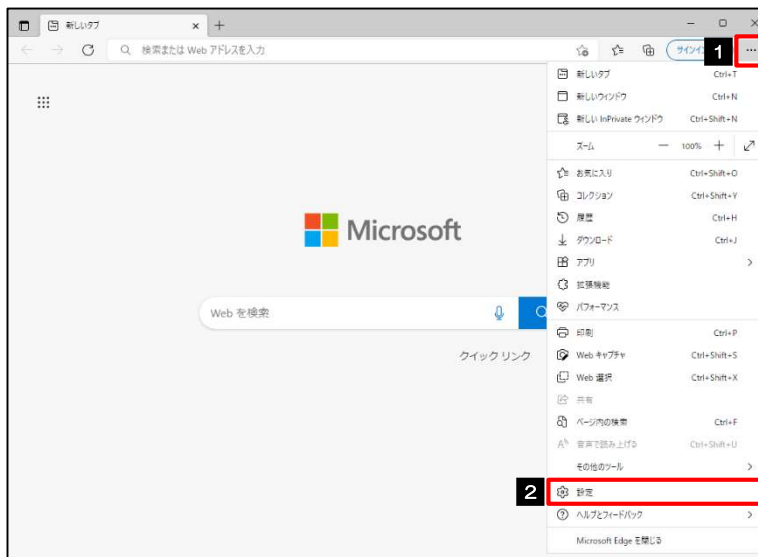 新しいタブ
検索または Web アドレスを入力
サインイン
1
新しいタブ Ctrl+T
新しいウィンドウ Ctrl+N
新しい InPrivate ウィンドウ Ctrl+Shift+N
ズーム 100%
お気に入り Ctrl+Shift+O
コレクション Ctrl+Shift+Y
履歴 Ctrl+H
ダウンロード Ctrl+J
アプリ
拡張機能
パフォーマンス
Microsoft
Web を検索
クイック リンク
印刷 Ctrl+P
Web キャプチャ Ctrl+Shift+S
Web 選択 Ctrl+Shift+X
共有
ページ内の検索 Ctrl+F
音声で読み上げる Ctrl+Shift+U
その他のツール
2
設定
ヘルプとフィードバック
Microsoft Edge を閉じる